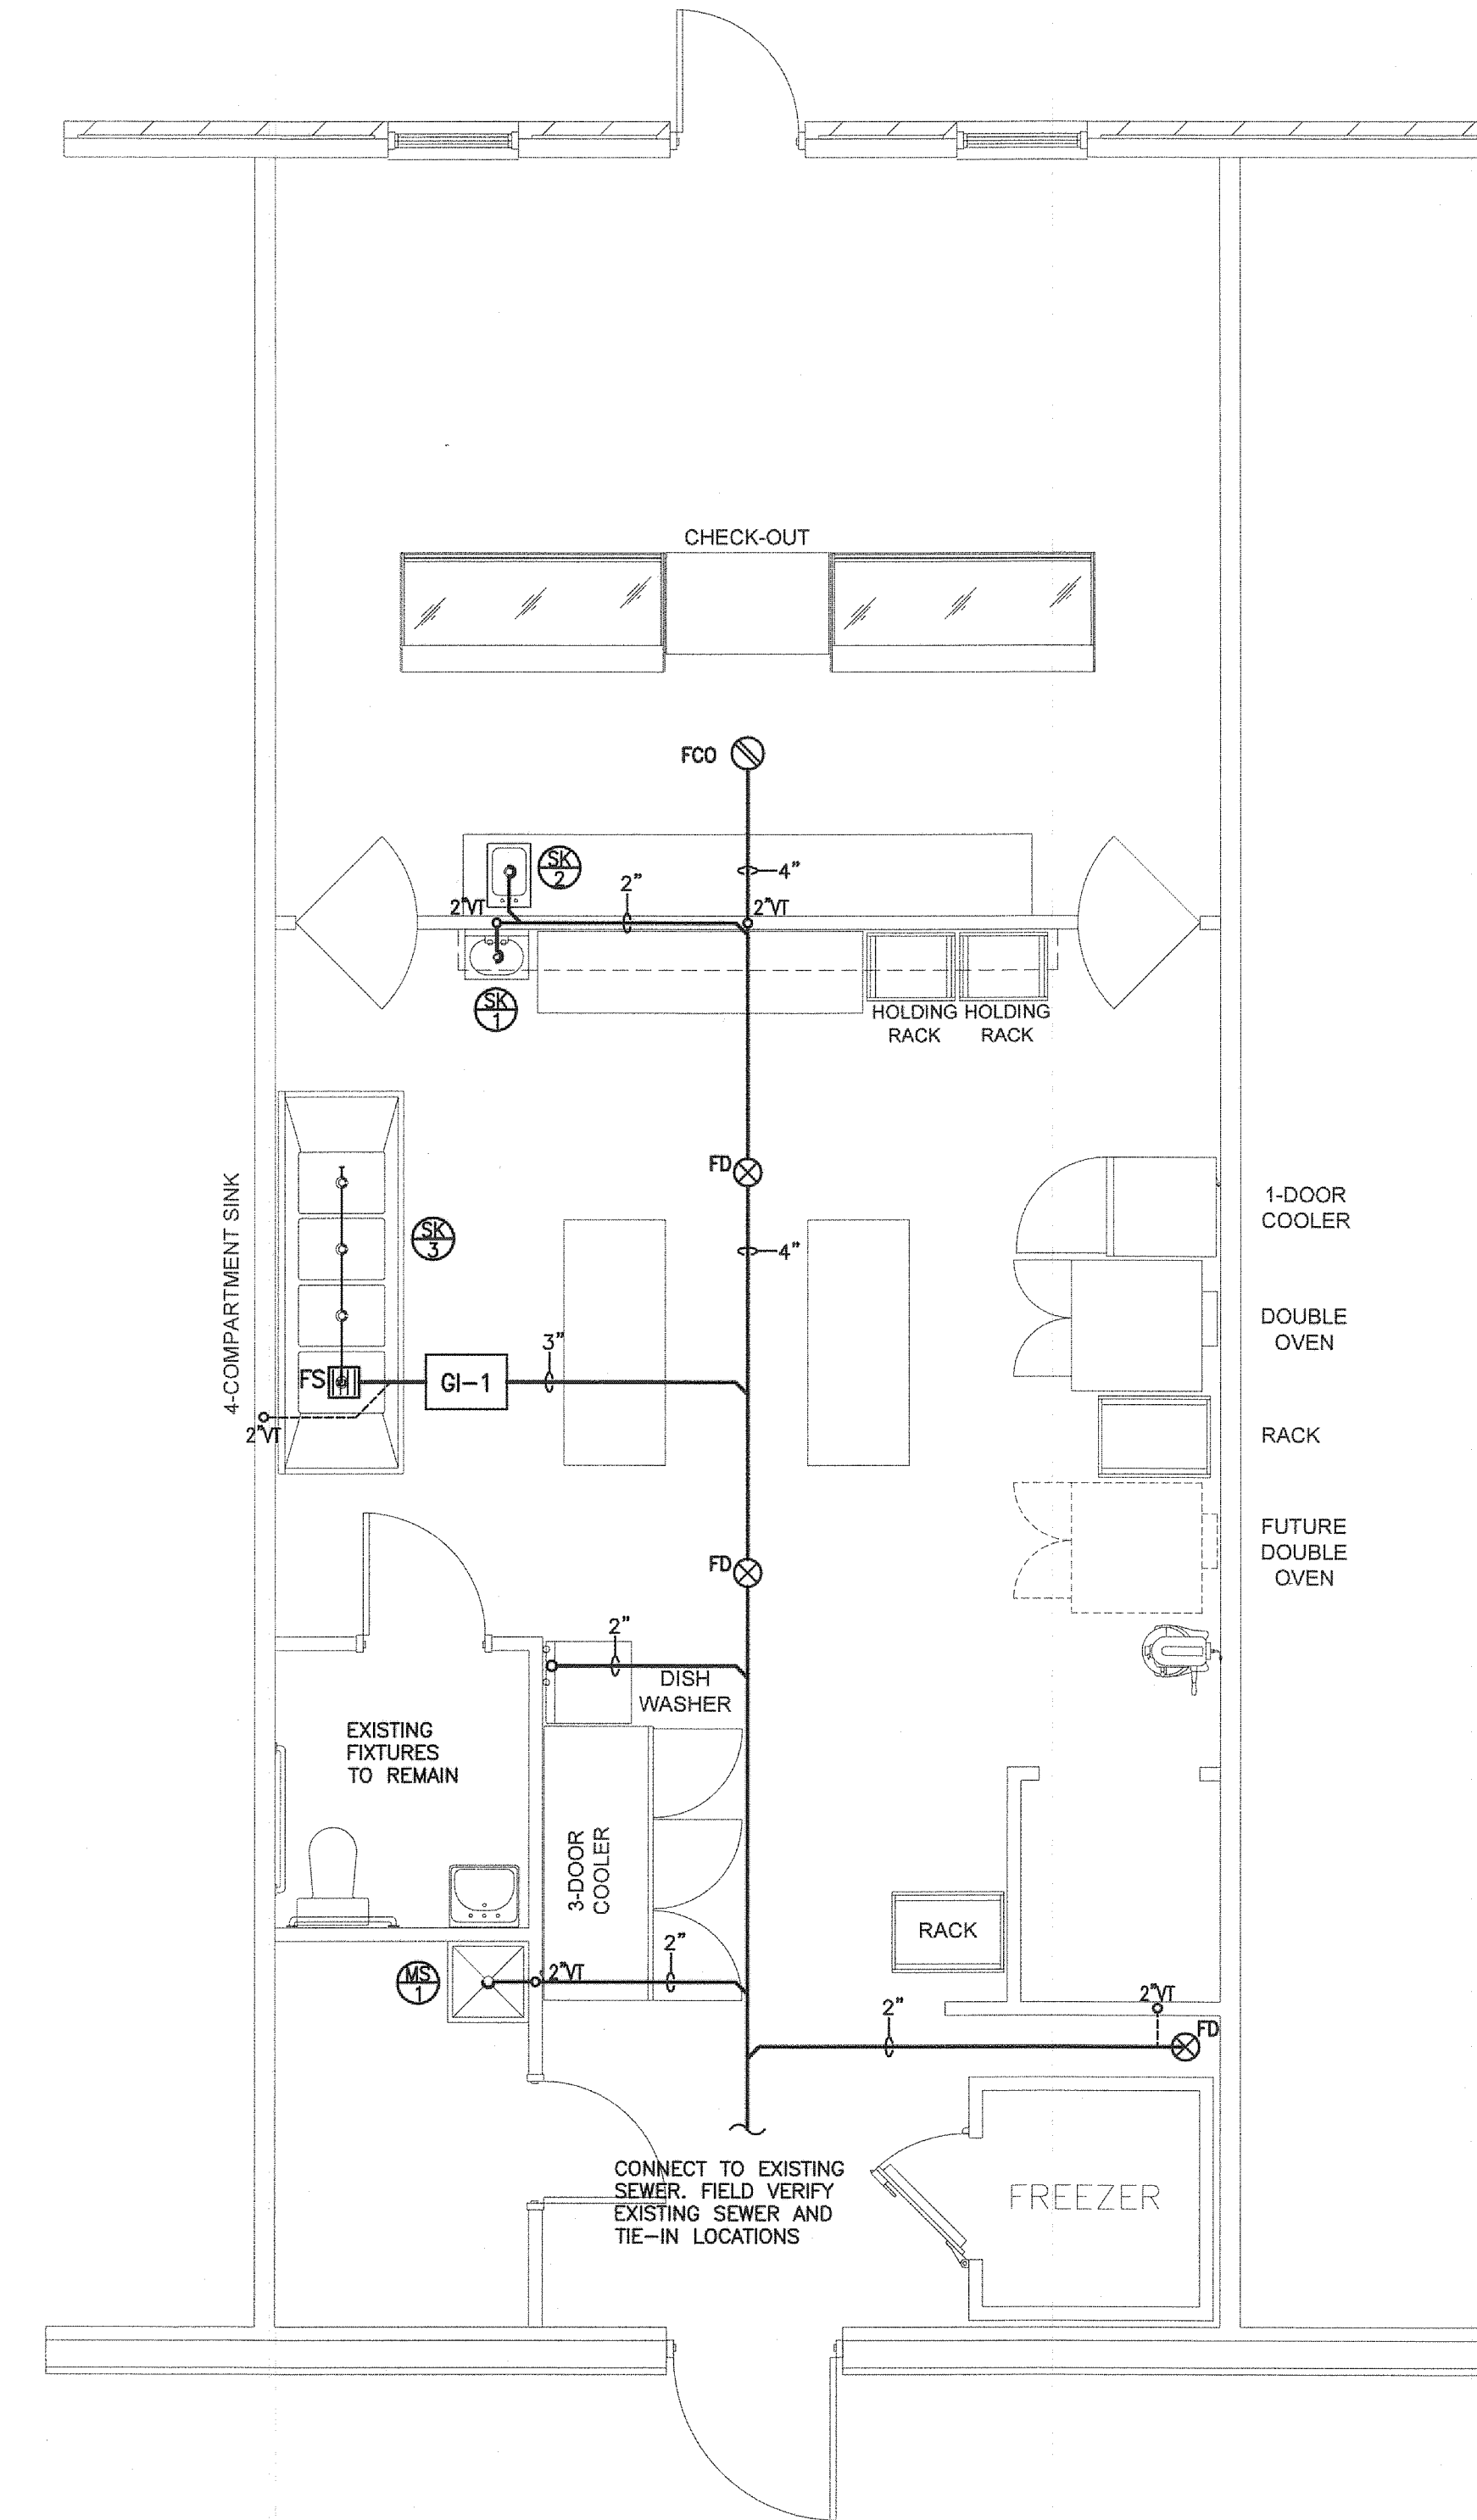 CHECK-OUT
FCO
SK
2
4"
2"
2"VT
2"VT
SK
1
HOLDING
RACK
HOLDING
RACK
FD
4-COMPARTMENT SINK
SK
3
4"
1-DOOR
COOLER
DOUBLE
OVEN
3"
FS
GI-1
2"VT
RACK
FUTURE
DOUBLE
OVEN
FD
2"
DISH
WASHER
EXISTING
FIXTURES
TO REMAIN
3-DOOR
COOLER
RACK
MS
1
2"VT
2"
2"VT
2"
FD
CONNECT TO EXISTING
SEWER. FIELD VERIFY
EXISTING SEWER AND
TIE-IN LOCATIONS
FREEZER